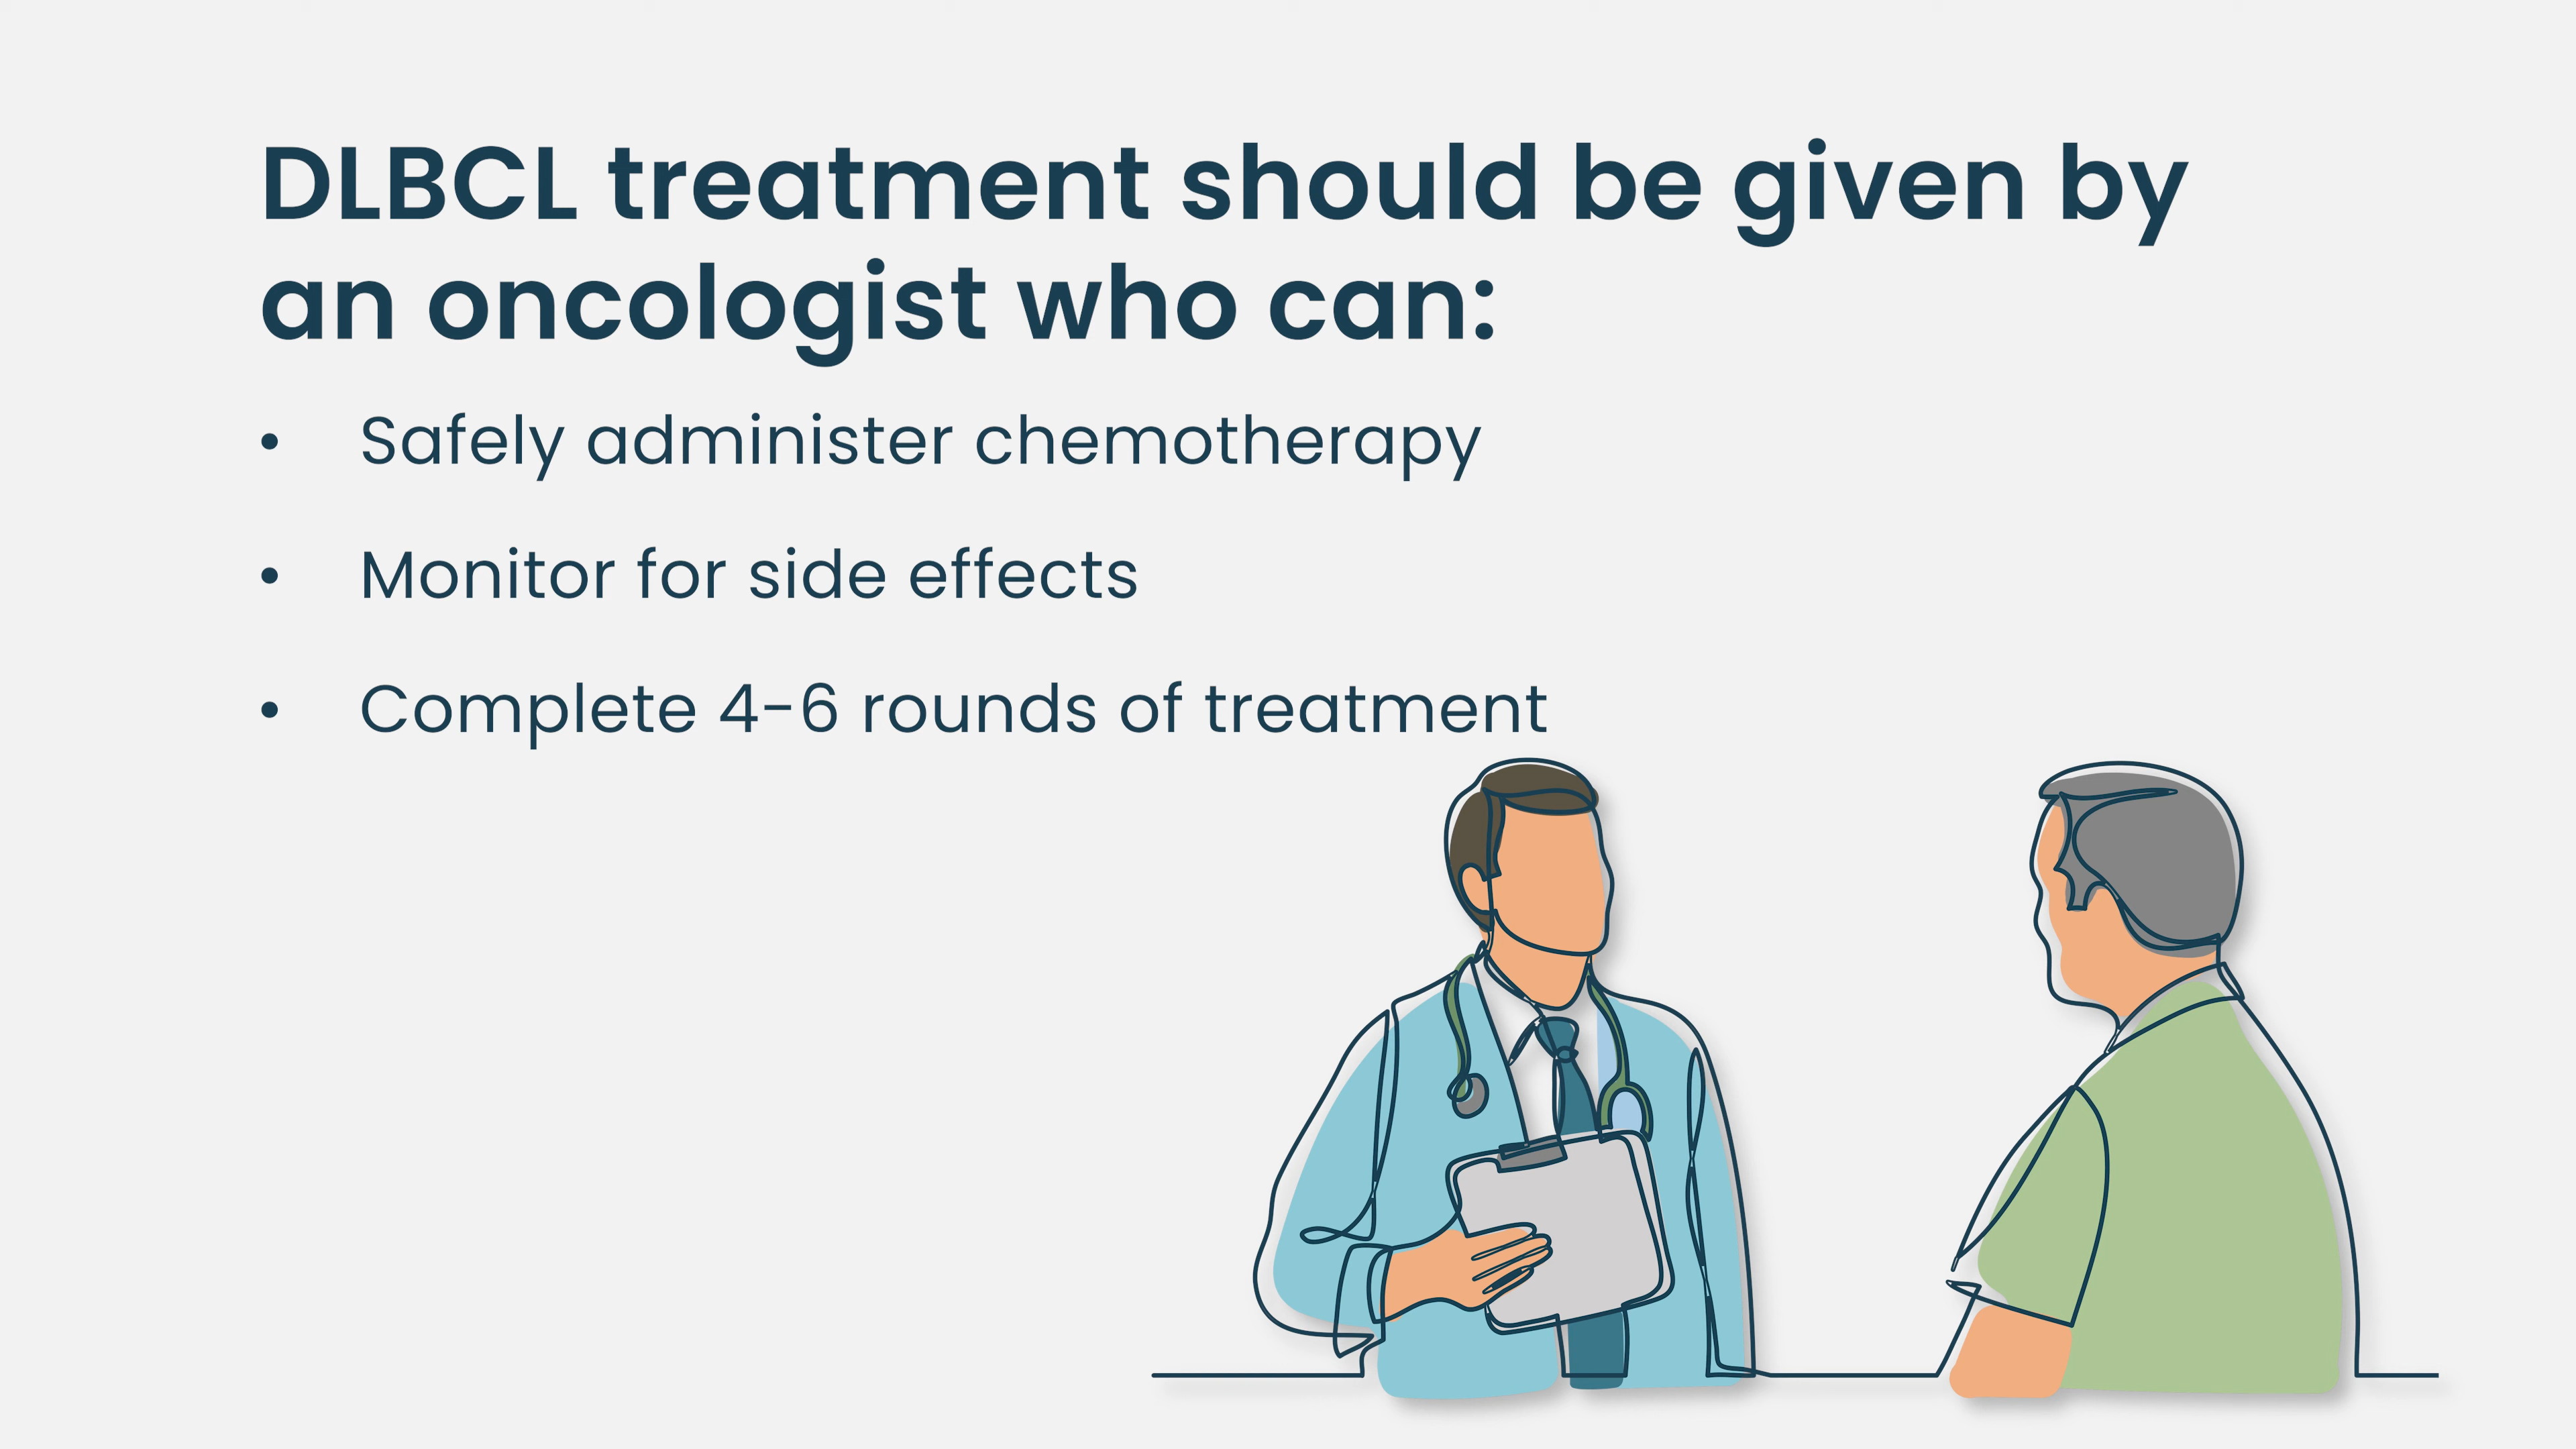 DLBCL treatment should be given by
an oncologist who can:
• Safely administer chemotherapy
• Monitor for side effects
• Complete 4-6 rounds of treatment